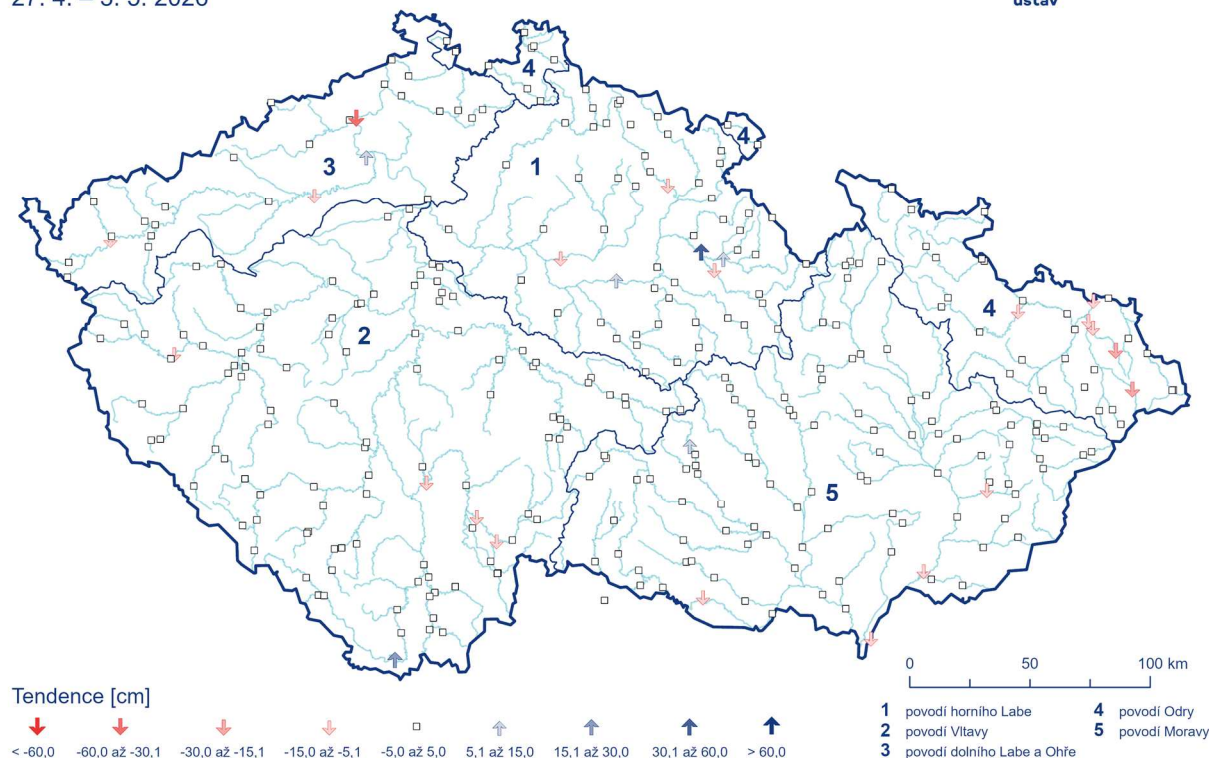 ústav
4
4
3
1
4
2
5
0 50 100 km
Tendence [cm]
< -60,0 -60,0 až -30,1 -30,0 až -15,1 -15,0 až -5,1 -5,0 až 5,0 5,1 až 15,0 15,1 až 30,0 30,1 až 60,0 > 60,0
1 povodí horního Labe 4 povodí Odry
2 povodí Vltavy 5 povodí Moravy
3 povodí dolního Labe a Ohře